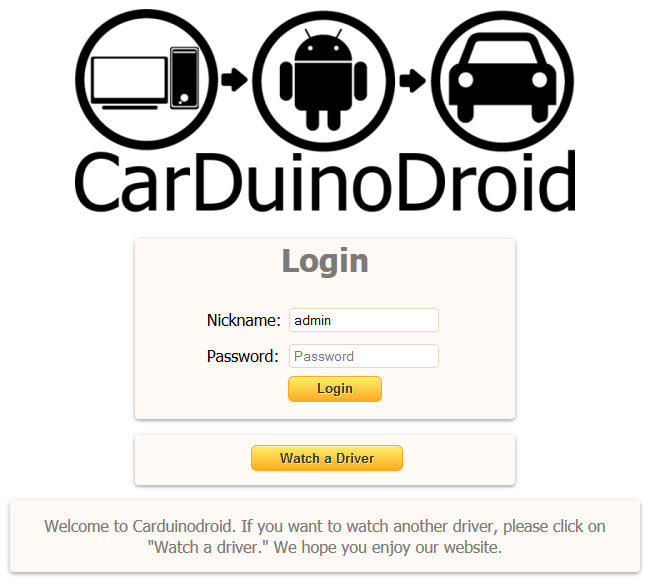 CarDuinoDroid
Login
Nickname: admin
Password: Password
Login
Watch a Driver
Welcome to Carduinodroid. If you want to watch another driver, please click on
"Watch a driver." We hope you enjoy our website.